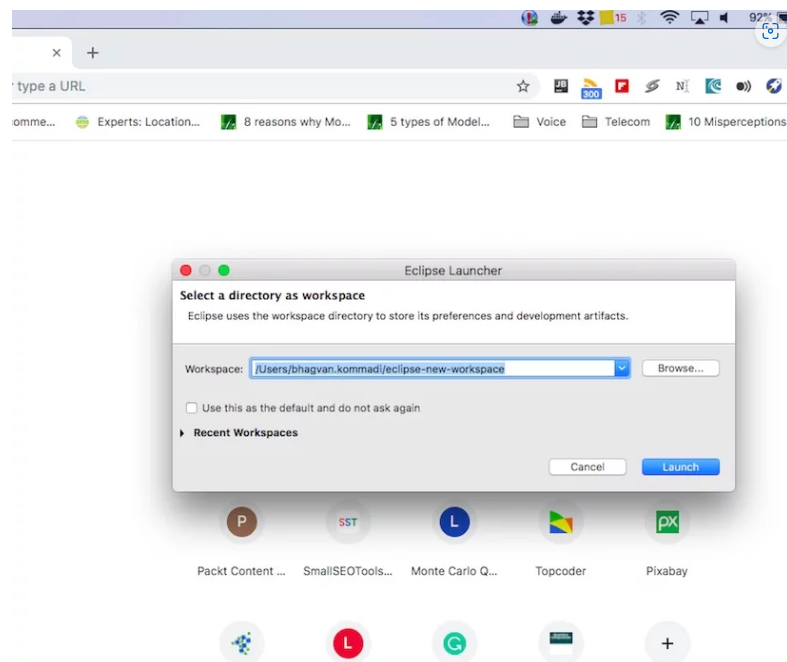 15 92%
type a URL
300
omme... Experts: Location... 8 reasons why Mo... 5 types of Model... Voice Telecom 10 Misperceptions
Eclipse Launcher
Select a directory as workspace
Eclipse uses the workspace directory to store its preferences and development artifacts.
Workspace: /Users/bhagvan.kommadi/eclipse-new-workspace Browse...
Use this as the default and do not ask again
Recent Workspaces
Cancel Launch
P SST L px
Packt Content ... SmallSEOTools... Monte Carlo Q... Topcoder Pixabay
L G